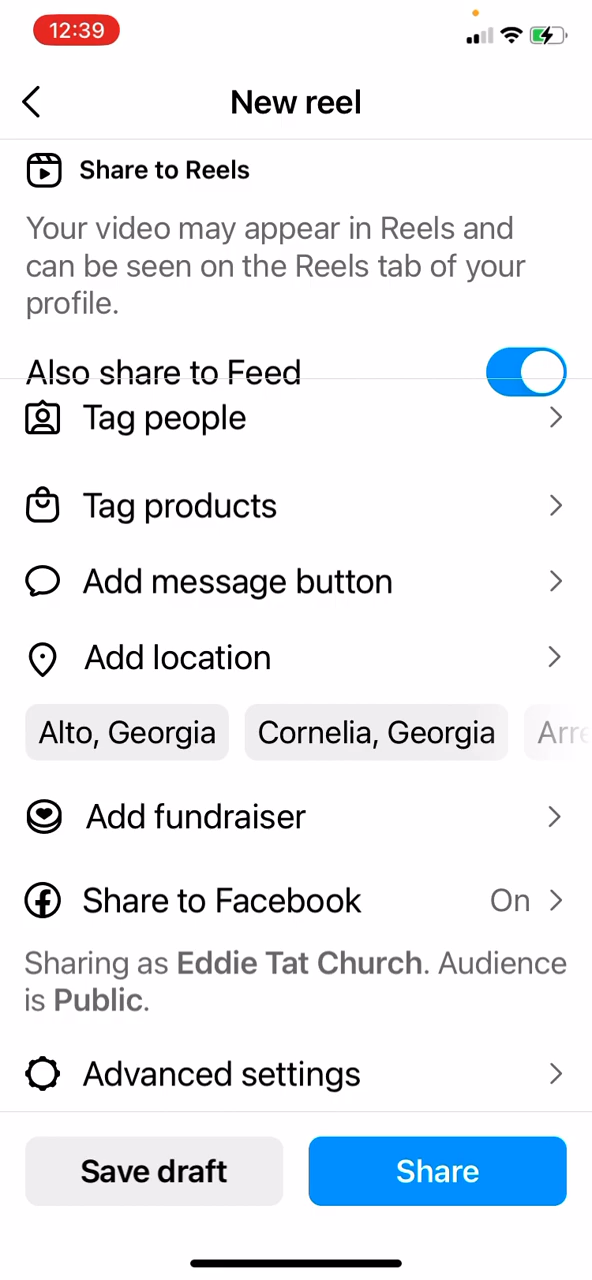 12:39
New reel
Share to Reels
Your video may appear in Reels and
can be seen on the Reels tab of your
profile.
Also share to Feed
Tag people
Tag products
Add message button
Add location
Alto, Georgia
Cornelia, Georgia
Add fundraiser
Share to Facebook
On
Sharing as Eddie Tat Church. Audience
is Public.
Advanced settings
Save draft
Share